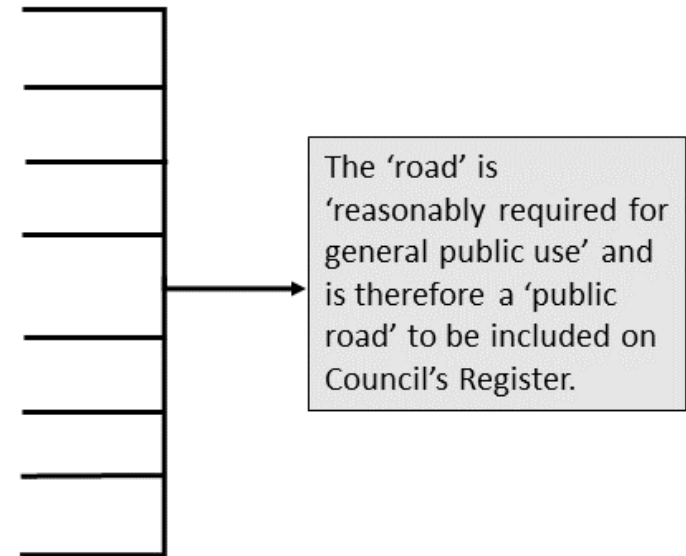 The ‘road’ is
‘reasonably required for
general public use’ and
is therefore a ‘public
road’ to be included on
Council’s Register.